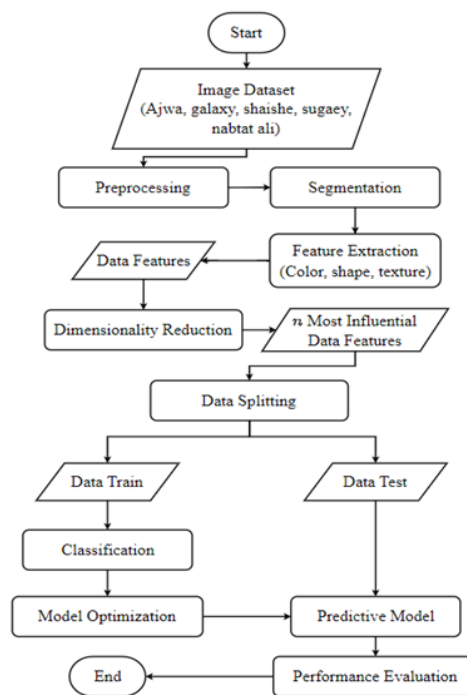 Start
Image Dataset
(Ajwa, galaxy, shaishe, sugaey,
nabtat ali)
Preprocessing
Segmentation
Feature Extraction
(Color, shape, texture)
Data Features
Dimensionality Reduction
n Most Influential
Data Features
Data Splitting
Data Train
Data Test
Classification
Model Optimization
Predictive Model
End
Performance Evaluation